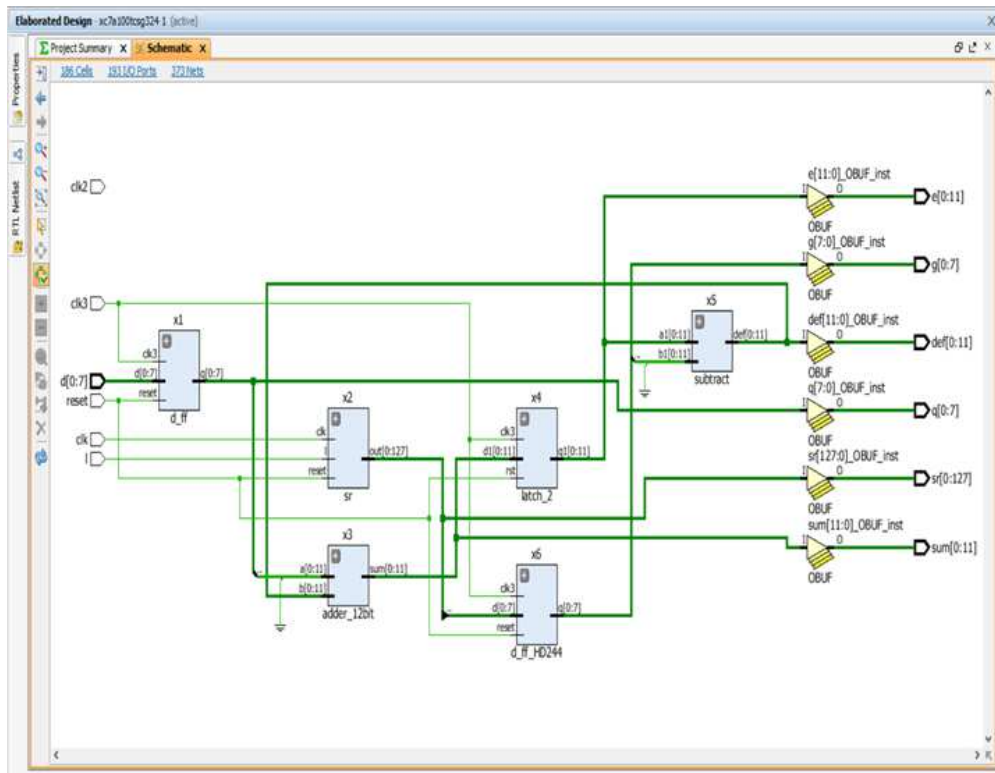 Elaborated Design - xc7a100tcsg324-1 (active)
Properties
RTL Netlist
Project Summary
Schematic
186 Cells 193 I/O Ports 373 Nets
clk2
clk3
d[0:7]
reset
clk
l
x1
clk3
d[0:7]
reset
q[0:7]
d_ff
x2
clk
l
reset
out[0:127]
sr
x3
a[0:11]
b[0:11]
sum[0:11]
adder_12bit
x4
clk3
d1[0:11]
rst
q1[0:11]
latch_2
x6
clk3
d[0:7]
reset
q[0:7]
d_ff_HD244
x5
a1[0:11]
b1[0:11]
def[0:11]
subtract
e[11:0]_OBUF_inst
I O
OBUF
e[0:11]
g[7:0]_OBUF_inst
I O
OBUF
g[0:7]
def[11:0]_OBUF_inst
I O
OBUF
def[0:11]
q[7:0]_OBUF_inst
I O
OBUF
q[0:7]
sr[127:0]_OBUF_inst
I O
OBUF
sr[0:127]
sum[11:0]_OBUF_inst
I O
OBUF
sum[0:11]